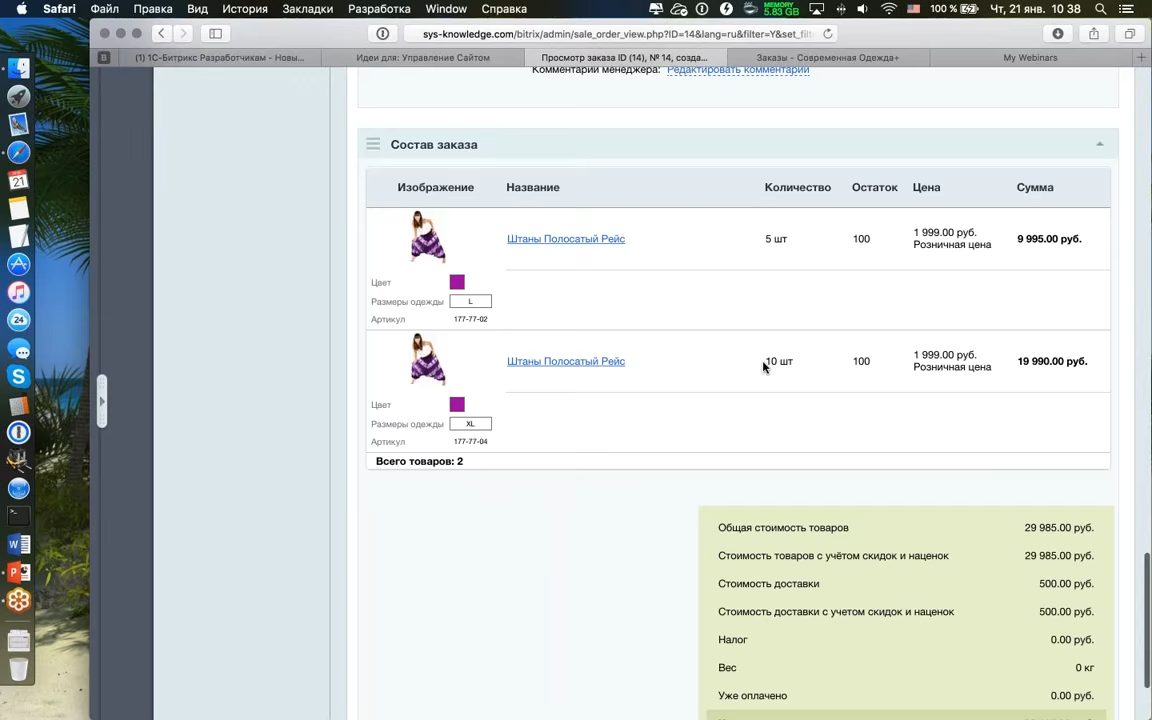 Safari Файл Правка Вид История Закладки Разработка Window Справка MEMORY 5.83 GB 100 % Чт, 21 янв. 10 38
sys-knowledge.com/bitrix/admin/sale_order_view.php?ID=14&lang=ru&filter=Y&set_filt
(1) 1С-Битрикс Разработчикам - Новы... Идеи для: Управление Сайтом Просмотр заказа ID (14), № 14, созда... Заказы - Современная Одежда+ My Webinars
Комментарии менеджера: Редактировать комментарии
Состав заказа
Изображение Название Количество Остаток Цена Сумма
Штаны Полосатый Рейс 5 шт 100 1 999.00 руб. 9 995.00 руб.
Розничная цена
Цвет
Размеры одежды L
Артикул 177-77-02
Штаны Полосатый Рейс 10 шт 100 1 999.00 руб. 19 990.00 руб.
Розничная цена
Цвет
Размеры одежды XL
Артикул 177-77-04
Всего товаров: 2
Общая стоимость товаров 29 985.00 руб.
Стоимость товаров с учётом скидок и наценок 29 985.00 руб.
Стоимость доставки 500.00 руб.
Стоимость доставки с учетом скидок и наценок 500.00 руб.
Налог 0.00 руб.
Вес 0 кг
Уже оплачено 0.00 руб.